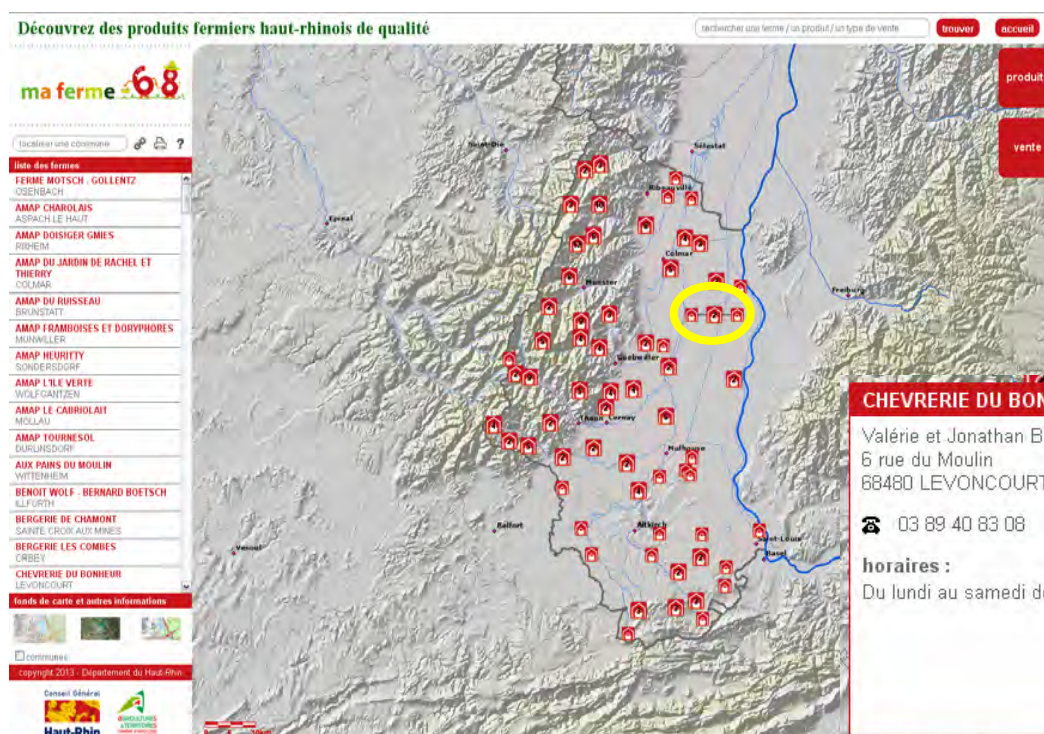 Découvrez des produits fermiers haut-rhinois de qualité
rechercher une ferme / un produit / un type de vente
trouver
accueil
ma ferme 68
produit
vente
localiser une commune
?
liste des fermes
FERME MOTSCH . GOLLENTZ
OSENBACH
AMAP CHAROLAIS
ASPACH LE HAUT
AMAP DOISIGER GMIES
RIXHEIM
AMAP DU JARDIN DE RACHEL ET
THIERRY
COLMAR
AMAP DU RUISSEAU
BRUNSTATT
AMAP FRAMBOISES ET DORYPHORES
MUNWILLER
AMAP HEURITTY
SONDERSDORF
AMAP L'ILE VERTE
WOLFGANTZEN
AMAP LE CABRIOLAIT
MOLLAU
AMAP TOURNESOL
DURLINSDORF
AUX PAINS DU MOULIN
WITTENHEIM
BENOIT WOLF - BERNARD BOETSCH
ILLFURTH
BERGERIE DE CHAMONT
SAINTE CROIX AUX MINES
BERGERIE LES COMBES
ORBEY
CHEVRERIE DU BONHEUR
LEVONCOURT
fonds de carte et autres informations
communes
copyright 2013 - Département du Haut-Rhin
Conseil Général
Haut-Rhin
AGRICULTURES
& TERRITOIRES
Saint-Dié
Sélestat
Ribeauvillé
Epinal
Colmar
Munster
Freiburg
Guebwiller
Thann
Cernay
Mulhouse
Belfort
Altkirch
Vesoul
Saint-Louis
Basel
CHEVRERIE DU BON
Valérie et Jonathan B
6 rue du Moulin
68480 LEVONCOURT
03 89 40 83 08
horaires :
Du lundi au samedi de